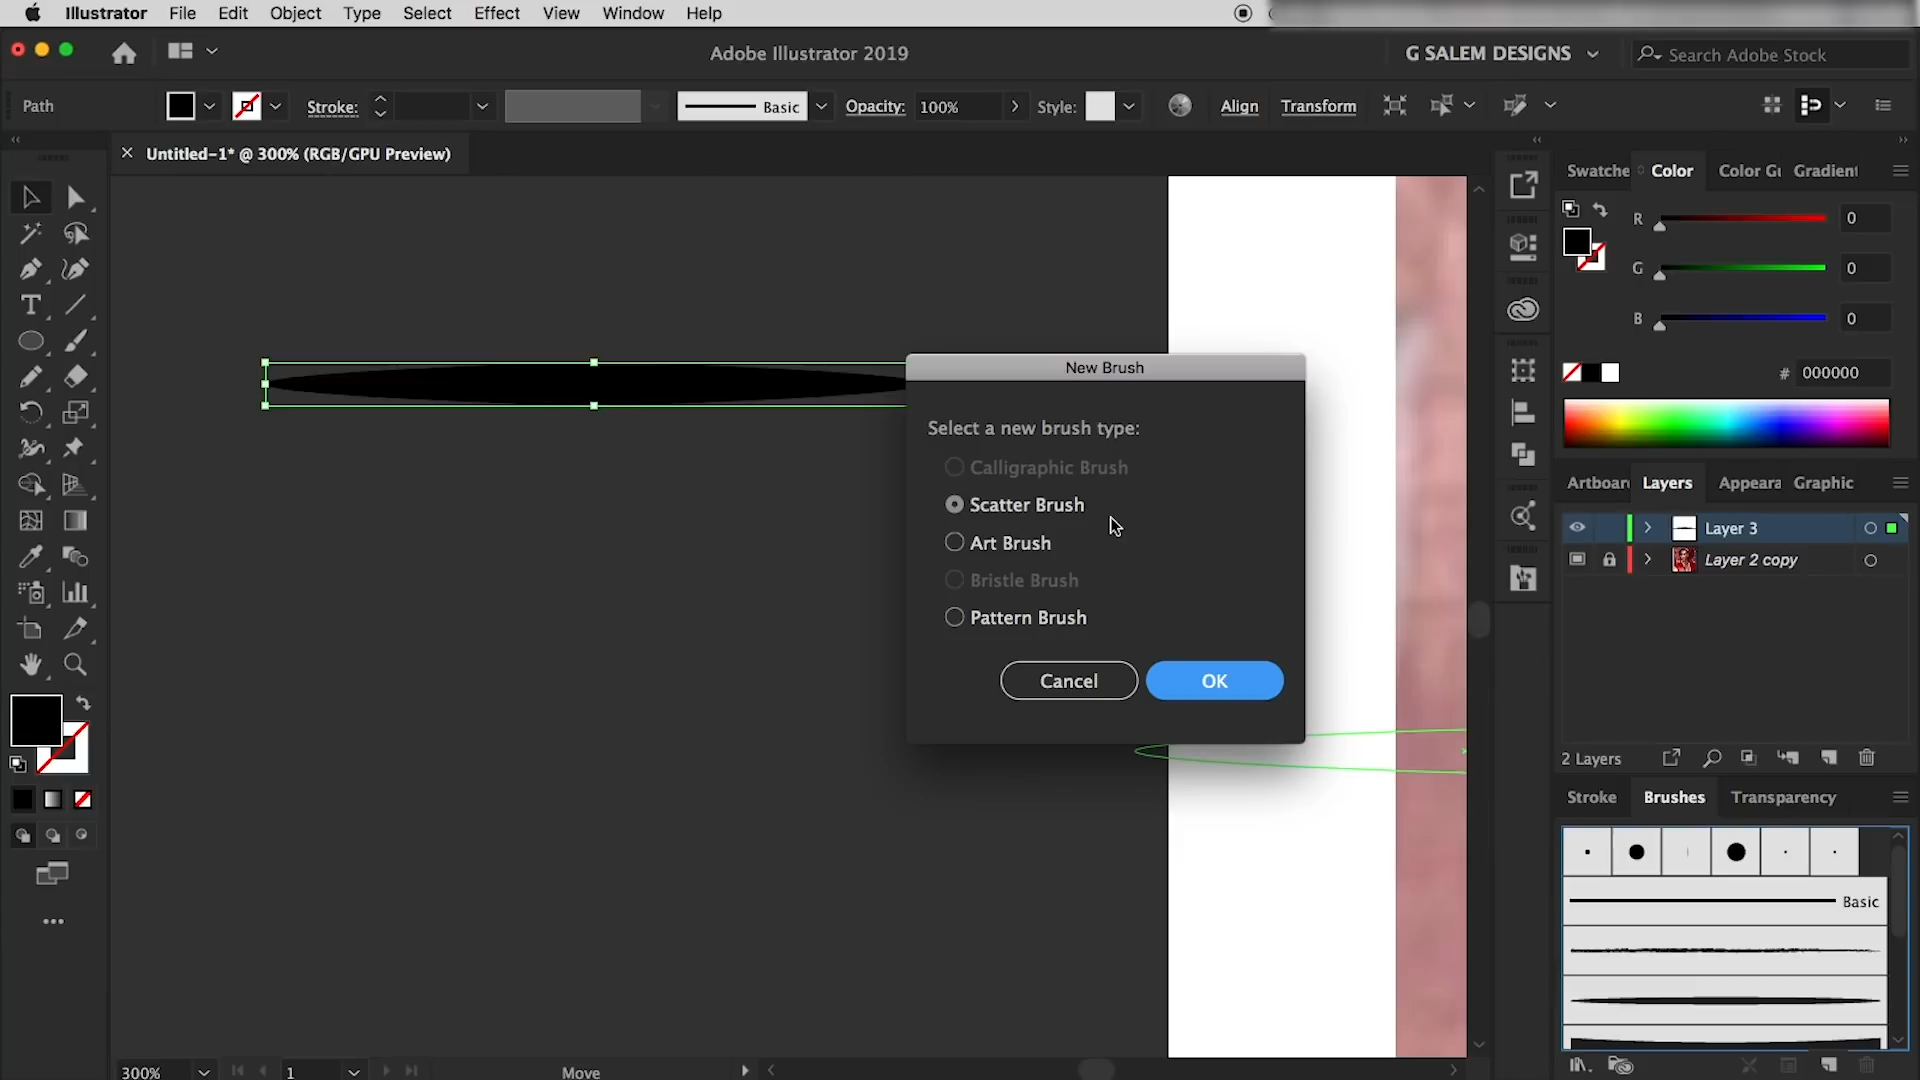 Illustrator File Edit Object Type Select Effect View Window Help
Adobe Illustrator 2019
G SALEM DESIGNS
Search Adobe Stock
Path
Stroke:
Basic
Opacity: 100%
Style:
Align Transform
Untitled-1* @ 300% (RGB/GPU Preview)
Swatche Color Color Gu Gradient
R 0
G 0
B 0
# 000000
New Brush
Select a new brush type:
Calligraphic Brush
Scatter Brush
Art Brush
Bristle Brush
Pattern Brush
Cancel OK
Artboar Layers Appeara Graphic
Layer 3
Layer 2 copy
2 Layers
Stroke Brushes Transparency
Basic
300% 1 Move